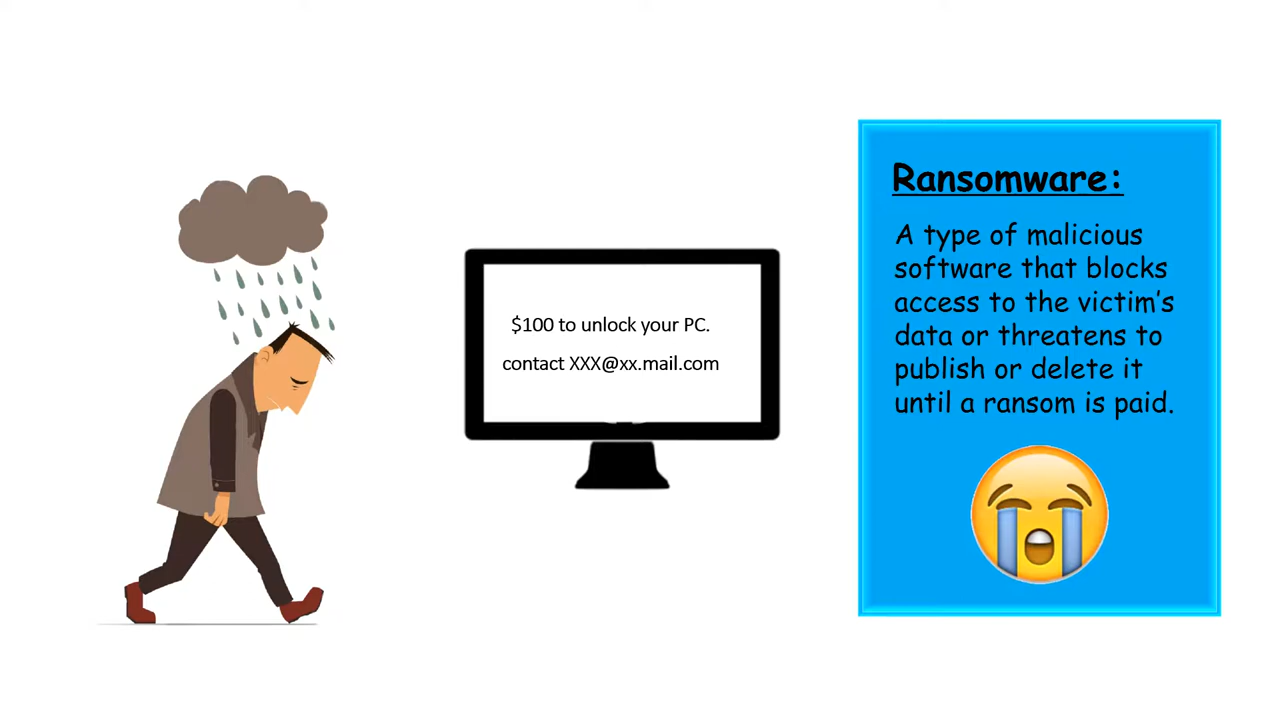 $100 to unlock your PC.
contact XXX@xx.mail.com
Ransomware:
A type of malicious
software that blocks
access to the victim's
data or threatens to
publish or delete it
until a ransom is paid.